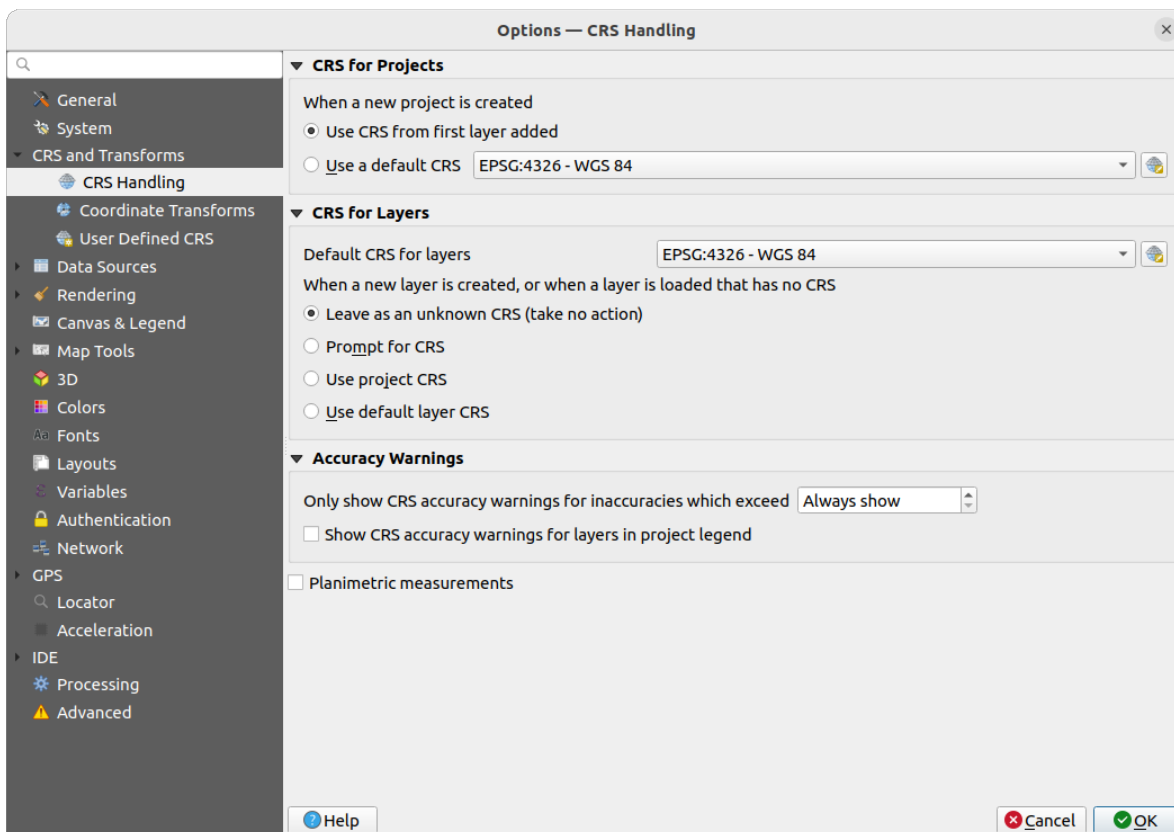 Options — CRS Handling
General
System
CRS and Transforms
CRS Handling
Coordinate Transforms
User Defined CRS
Data Sources
Rendering
Canvas & Legend
Map Tools
3D
Colors
Fonts
Layouts
Variables
Authentication
Network
GPS
Locator
Acceleration
IDE
Processing
Advanced
CRS for Projects
When a new project is created
Use CRS from first layer added
Use a default CRS EPSG:4326 - WGS 84
CRS for Layers
Default CRS for layers EPSG:4326 - WGS 84
When a new layer is created, or when a layer is loaded that has no CRS
Leave as an unknown CRS (take no action)
Prompt for CRS
Use project CRS
Use default layer CRS
Accuracy Warnings
Only show CRS accuracy warnings for inaccuracies which exceed Always show
Show CRS accuracy warnings for layers in project legend
Planimetric measurements
Help Cancel OK